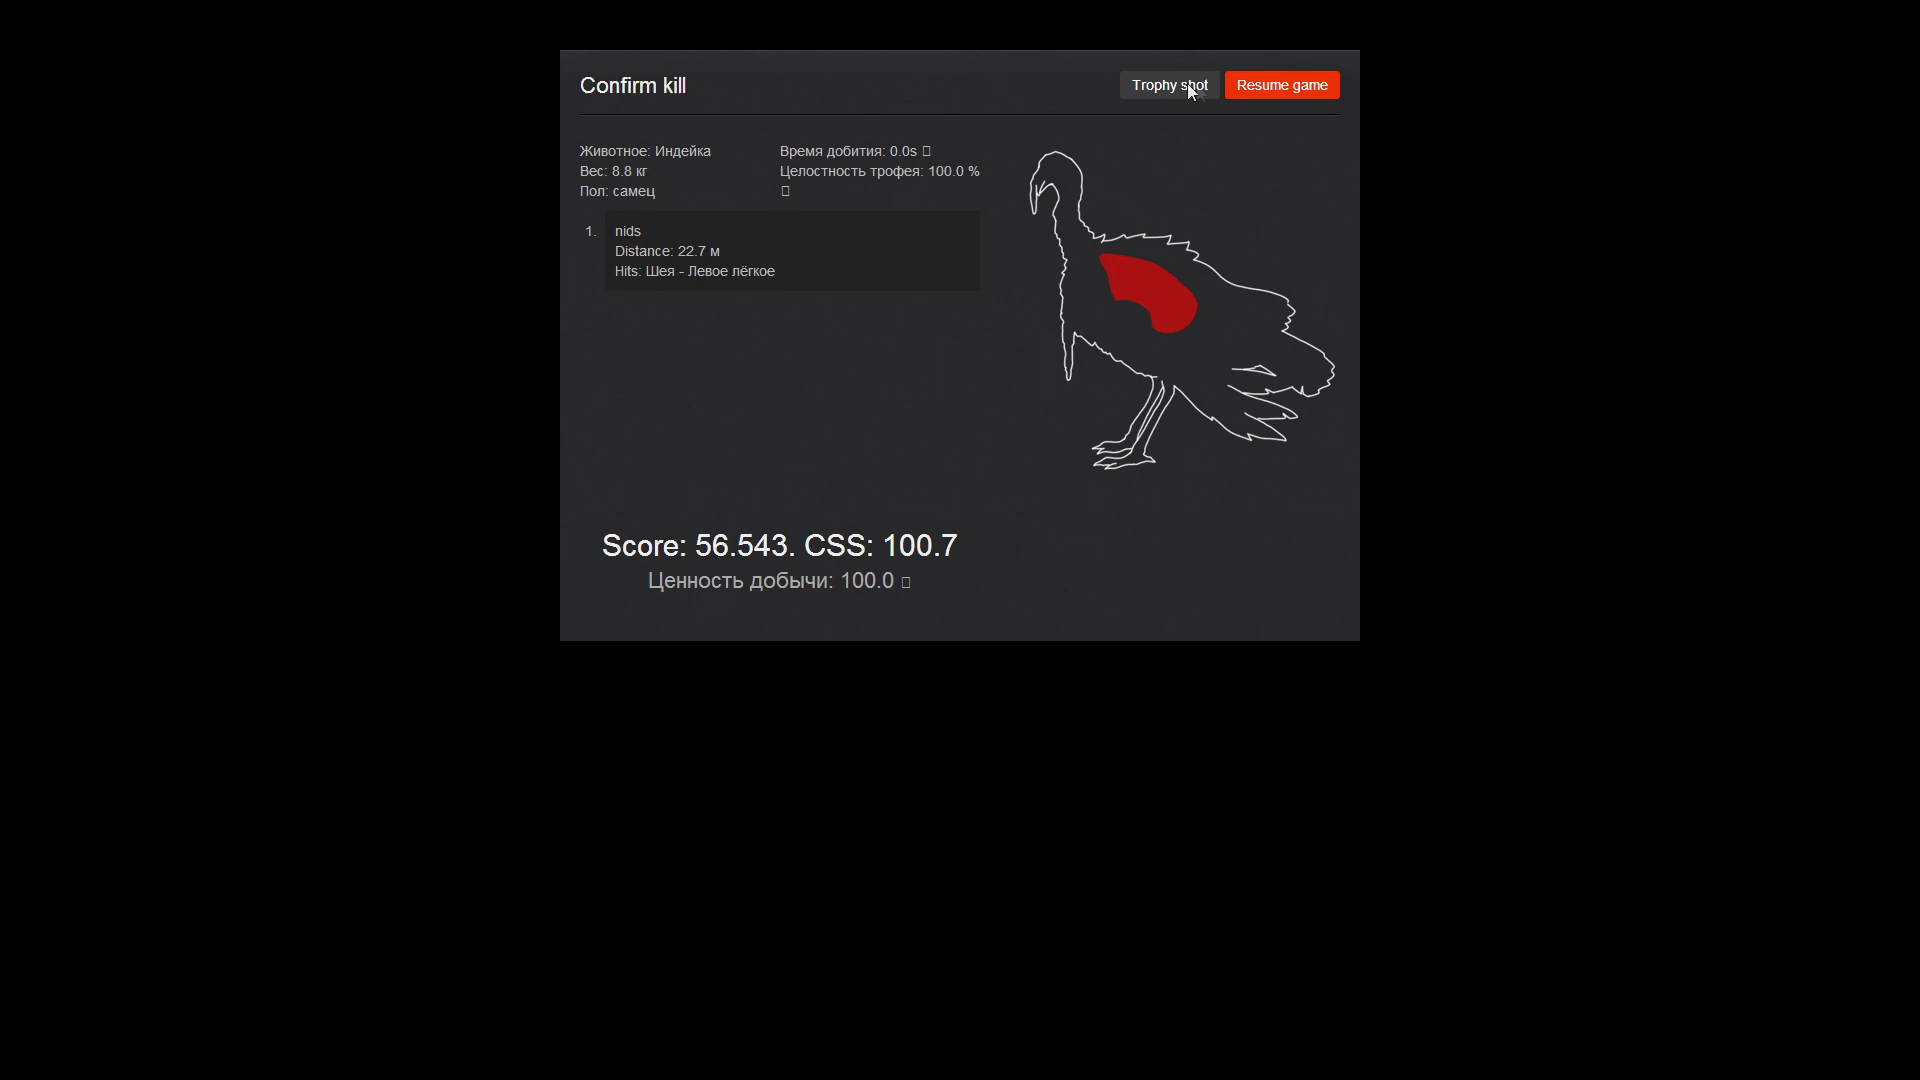 Confirm kill
Trophy shot
Resume game
Животное: Индейка
Вес: 8.8 кг
Пол: самец
Время добития: 0.0s
Целостность трофея: 100.0 %
1.
nids
Distance: 22.7 м
Hits: Шея - Левое лёгкое
Score: 56.543. CSS: 100.7
Ценность добычи: 100.0